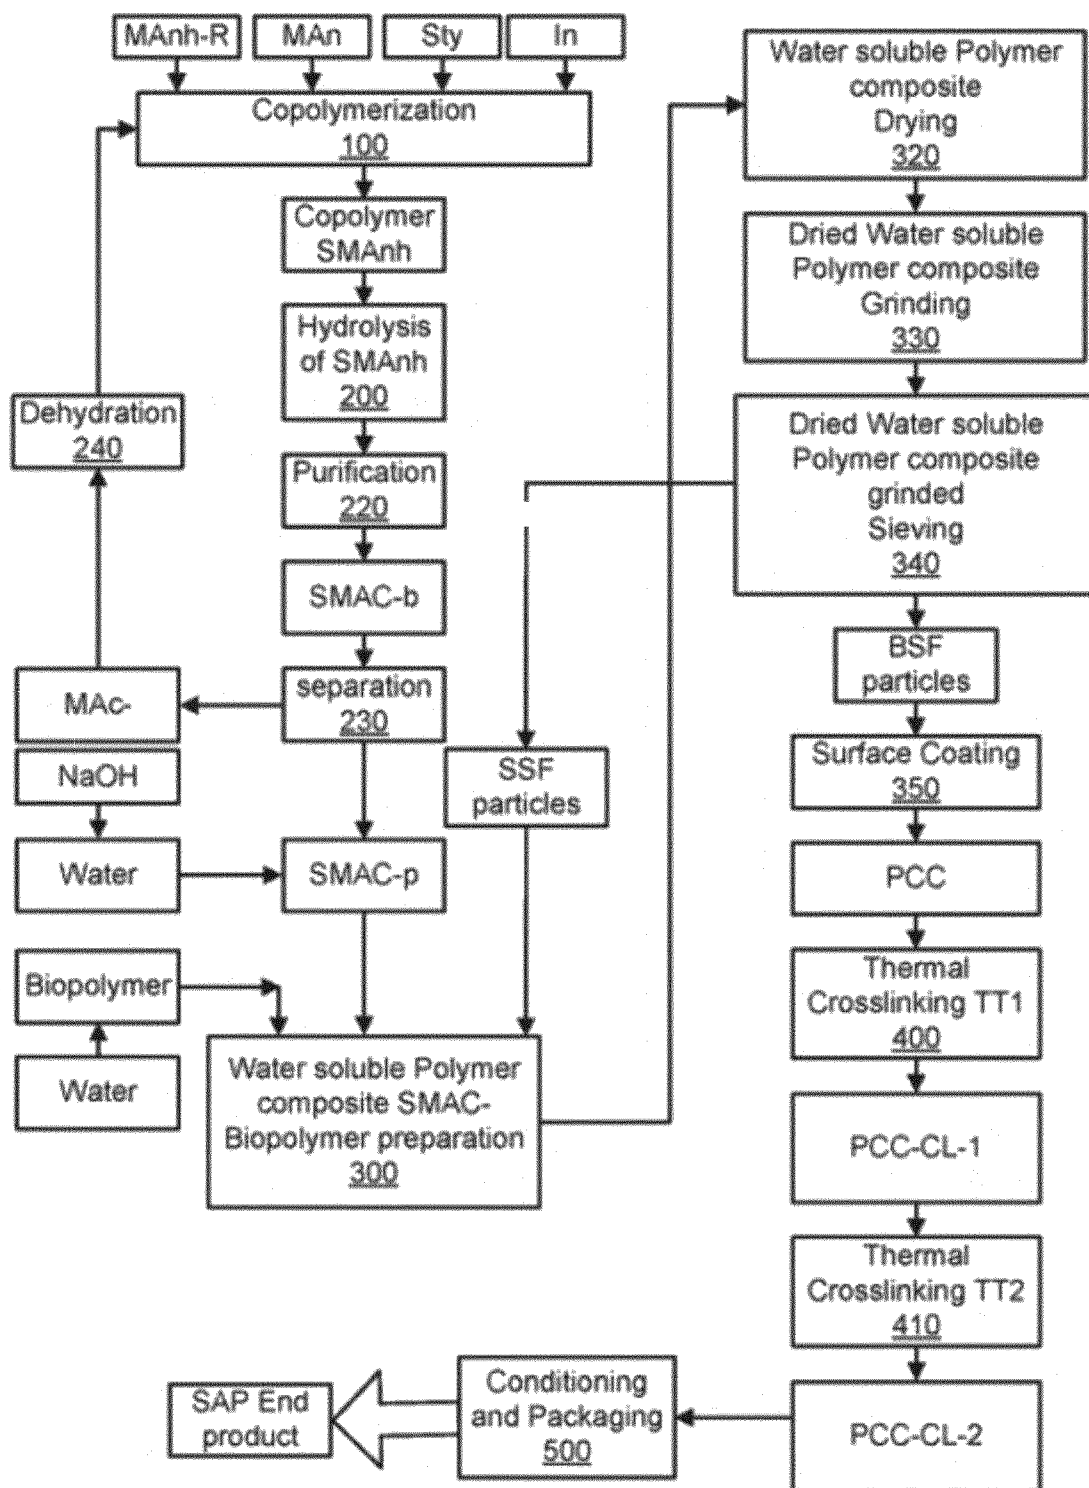 MAnh-R
MAn
Sty
In
Copolymerization
100
Copolymer
SMAnh
Hydrolysis
of SMAnh
200
Dehydration
240
Purification
220
SMAC-b
separation
230
MAc-
NaOH
Water
SMAC-p
SSF
particles
Biopolymer
Water
Water soluble Polymer
composite SMAC-
Biopolymer preparation
300
Water soluble Polymer
composite
Drying
320
Dried Water soluble
Polymer composite
Grinding
330
Dried Water soluble
Polymer composite
grinded
Sieving
340
BSF
particles
Surface Coating
350
PCC
Thermal
Crosslinking TT1
400
PCC-CL-1
Thermal
Crosslinking TT2
410
PCC-CL-2
Conditioning
and Packaging
500
SAP End
product